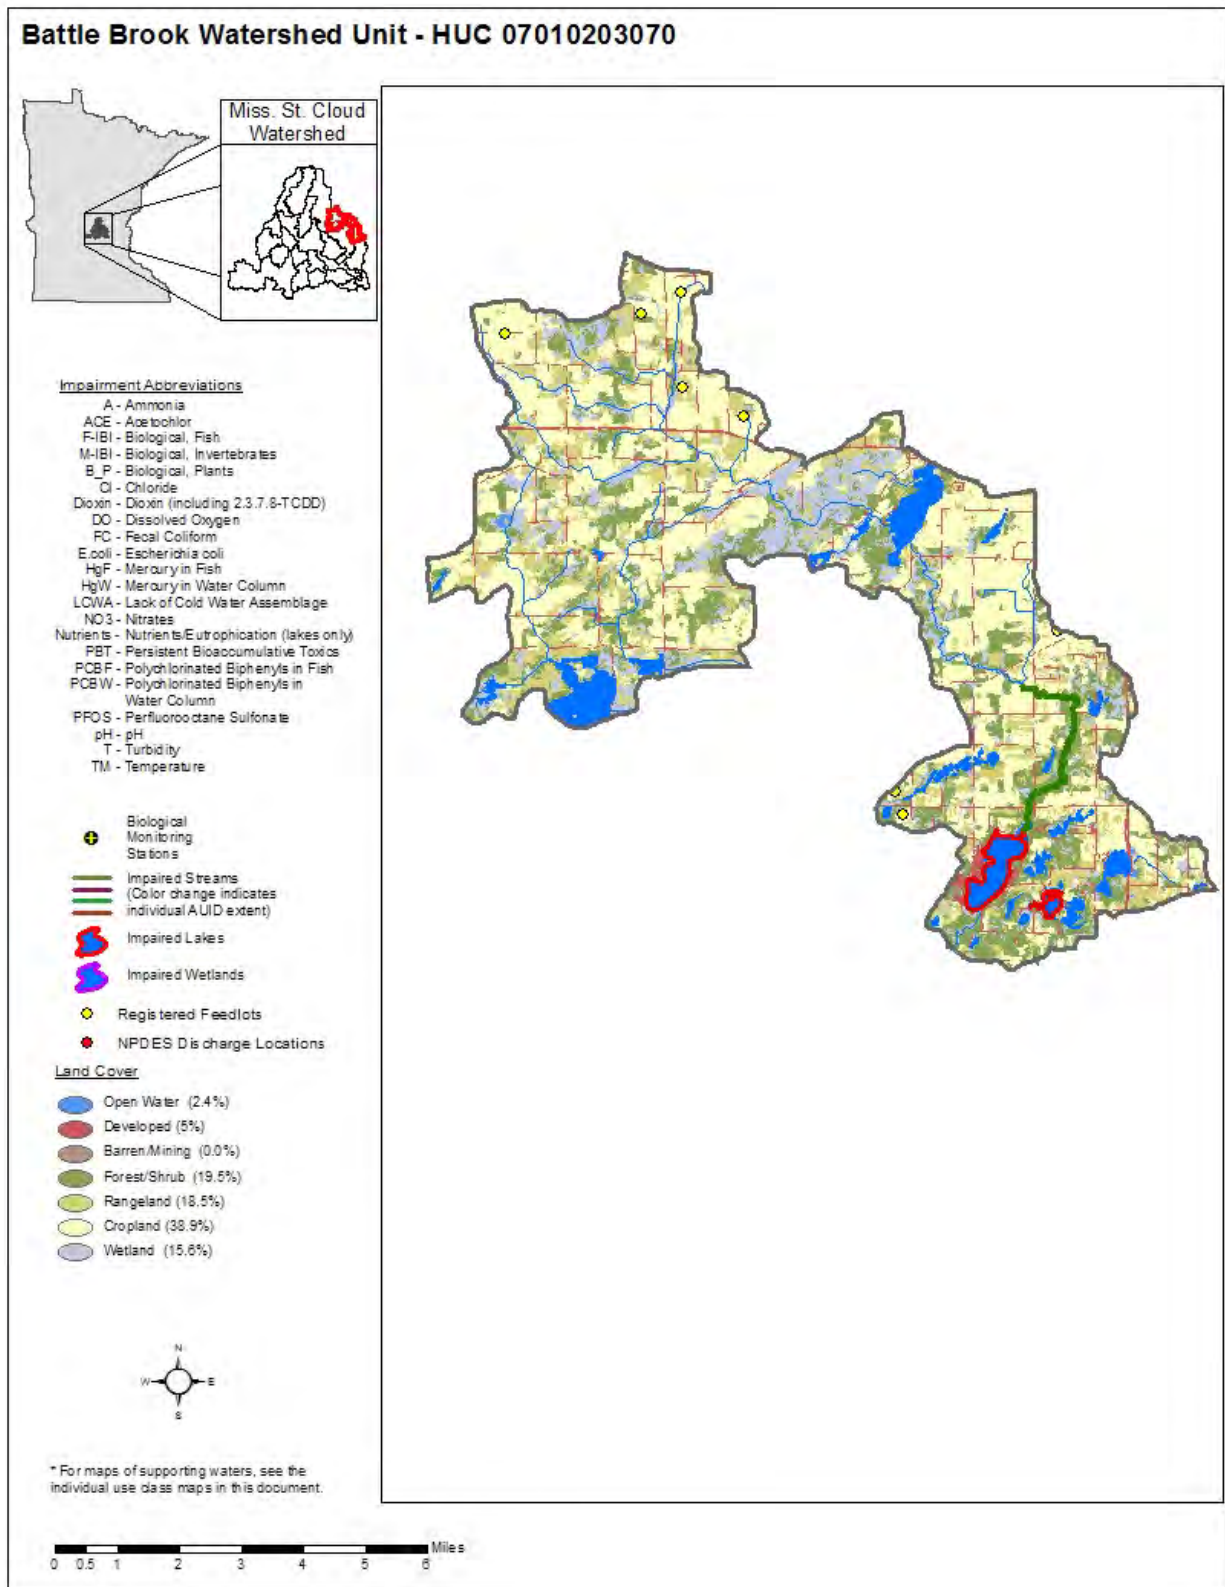 Battle Brook Watershed Unit - HUC 07010203070
Miss. St. Cloud
Watershed
Impairment Abbreviations
A - Ammonia
ACE - Acetochlor
F-IBI - Biological, Fish
M-IBI - Biological, Invertebrates
B_P - Biological, Plants
Cl - Chloride
Dioxin - Dioxin (including 2.3.7.8-TCDD)
DO - Dissolved Oxygen
FC - Fecal Coliform
E.coli - Escherichia coli
HgF - Mercury in Fish
HgW - Mercury in Water Column
LCWA - Lack of Cold Water Assemblage
NO3 - Nitrates
Nutrients - Nutrients/Eutrophication (lakes only)
PBT - Persistent Bioaccumulative Toxics
PCBF - Polychlorinated Biphenyls in Fish
PCBW - Polychlorinated Biphenyls in
Water Column
PFOS - Perfluorooctane Sulfonate
pH - pH
T - Turbidity
TM - Temperature
Biological
Monitoring
Stations
Impaired Streams
(Color change indicates
individual AUID extent)
Impaired Lakes
Impaired Wetlands
Registered Feedlots
NPDES Discharge Locations
Land Cover
Open Water (2.4%)
Developed (5%)
Barren/Mining (0.0%)
Forest/Shrub (19.5%)
Rangeland (18.5%)
Cropland (38.9%)
Wetland (15.6%)
N
W E
S
* For maps of supporting waters, see the
individual use class maps in this document.
Miles
0 0.5 1 2 3 4 5 6